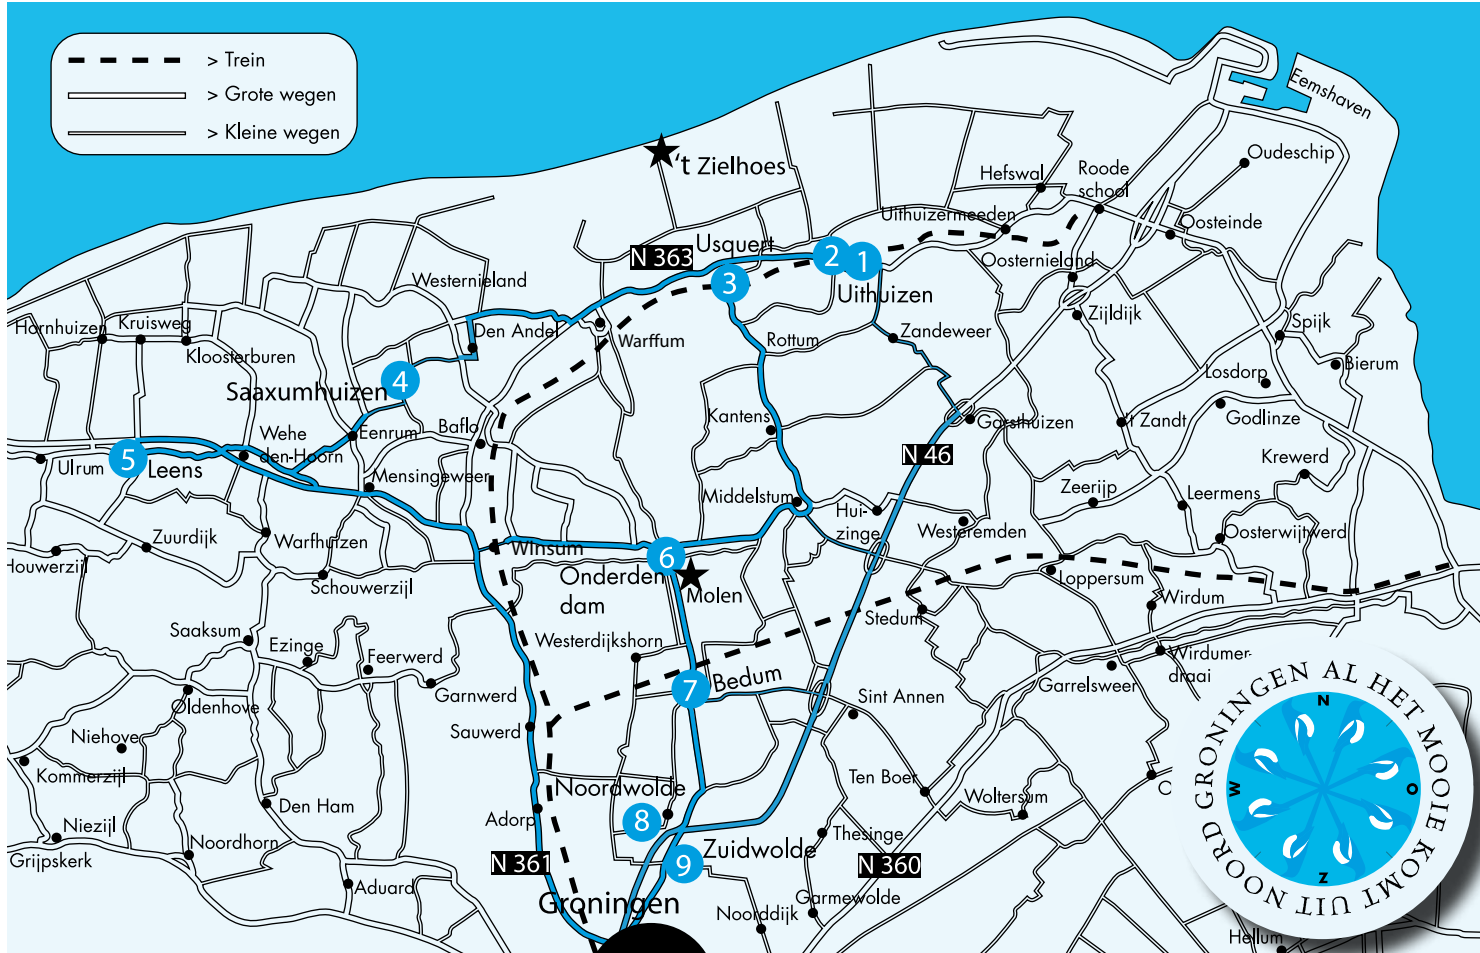 > Trein
> Grote wegen
> Kleine wegen
Eemshaven
't Zielhoes
Oudeschip
Hefswal
Roode
school
Uithuizermeeden
Oosteinde
Usquert
N 363
2
1
3
Uithuizen
Oosternieland
Westernieland
Hornhuizen
Kruisweg
Kloosterburen
Den Andel
Warffum
Rottum
Zandeweer
Zijldijk
Spijk
Bierum
Losdorp
Godlinze
Saaxumhuizen
4
Kantens
Garsthuizen
't Zandt
Wehe
den-Hoorn
Eenrum
Baflo
N 46
Krewerd
Ulrum
5
Leens
Mensingeweer
Middelstum
Hui-
zinge
Zeerijp
Leermens
Westeremden
Oosterwijtwerd
Zuurdijk
Warfhuizen
Winsum
6
Onderden
dam
Molen
Houwerzijl
Schouwerzijl
Loppersum
Wirdum
Stedum
Saaksum
Ezinge
Feerwerd
Westerdijkshorn
Wirdumer-
draai
Garrelsweer
Garnwerd
7
Bedum
Sint Annen
Oldenhove
Niehove
Sauwerd
Kommerzijl
Den Ham
Noordwolde
Ten Boer
Woltersum
Adorp
8
Thesinge
Niezijl
Grijpskerk
Noordhorn
N 361
9
Zuidwolde
N 360
Aduard
Groningen
Noorddijk
Garmewolde
Hellum
NOORD GRONINGEN AL HET MOOIE KOMT UIT
N
O
Z
W